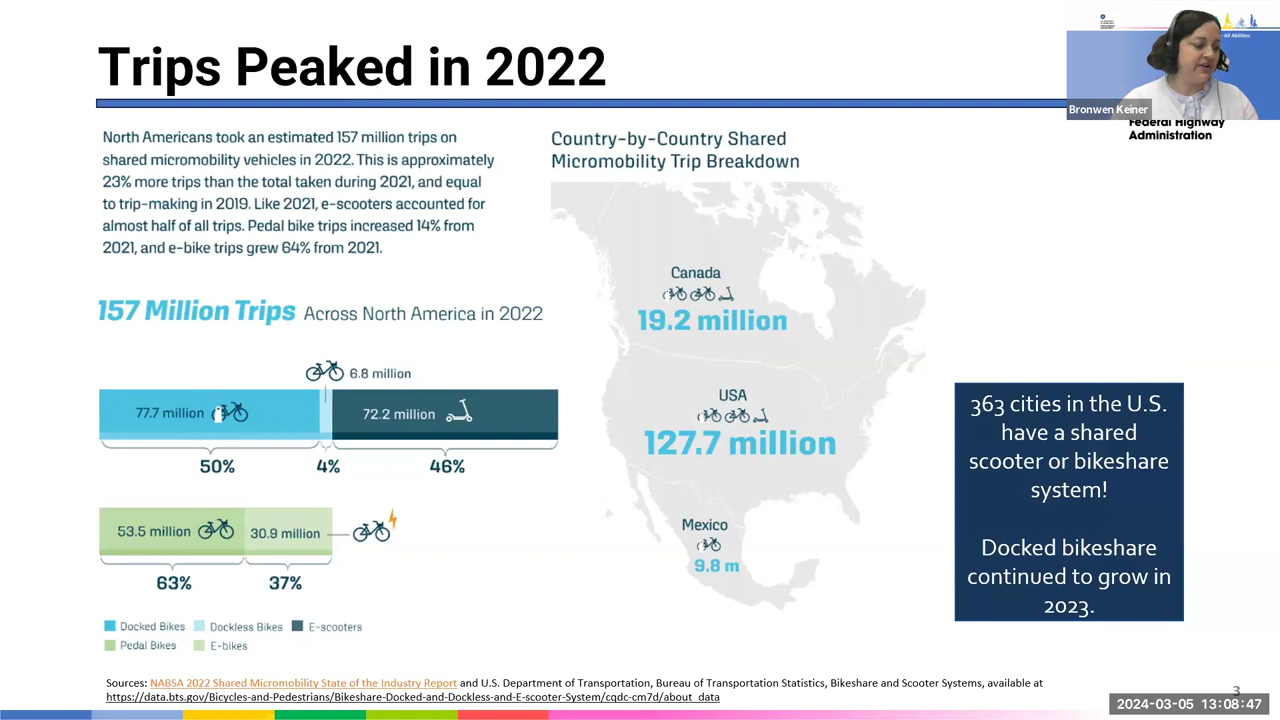 Trips Peaked in 2022
All Abilities
Bronwen Keiner
Federal Highway
Administration
North Americans took an estimated 157 million trips on
shared micromobility vehicles in 2022. This is approximately
23% more trips than the total taken during 2021, and equal
to trip-making in 2019. Like 2021, e-scooters accounted for
almost half of all trips. Pedal bike trips increased 14% from
2021, and e-bike trips grew 64% from 2021.
157 Million Trips Across North America in 2022
6.8 million
77.7 million
72.2 million
50%
4%
46%
53.5 million
30.9 million
63%
37%
Docked Bikes
Dockless Bikes
E-scooters
Pedal Bikes
E-bikes
Country-by-Country Shared
Micromobility Trip Breakdown
Canada
19.2 million
USA
127.7 million
Mexico
9.8 m
363 cities in the U.S.
have a shared
scooter or bikeshare
system!
Docked bikeshare
continued to grow in
2023.
Sources: NABSA 2022 Shared Micromobility State of the Industry Report and U.S. Department of Transportation, Bureau of Transportation Statistics, Bikeshare and Scooter Systems, available at
https://data.bts.gov/Bicycles-and-Pedestrians/Bikeshare-Docked-and-Dockless-and-E-scooter-System/cqdc-cm7d/about_data
3
2024-03-05 13:08:47